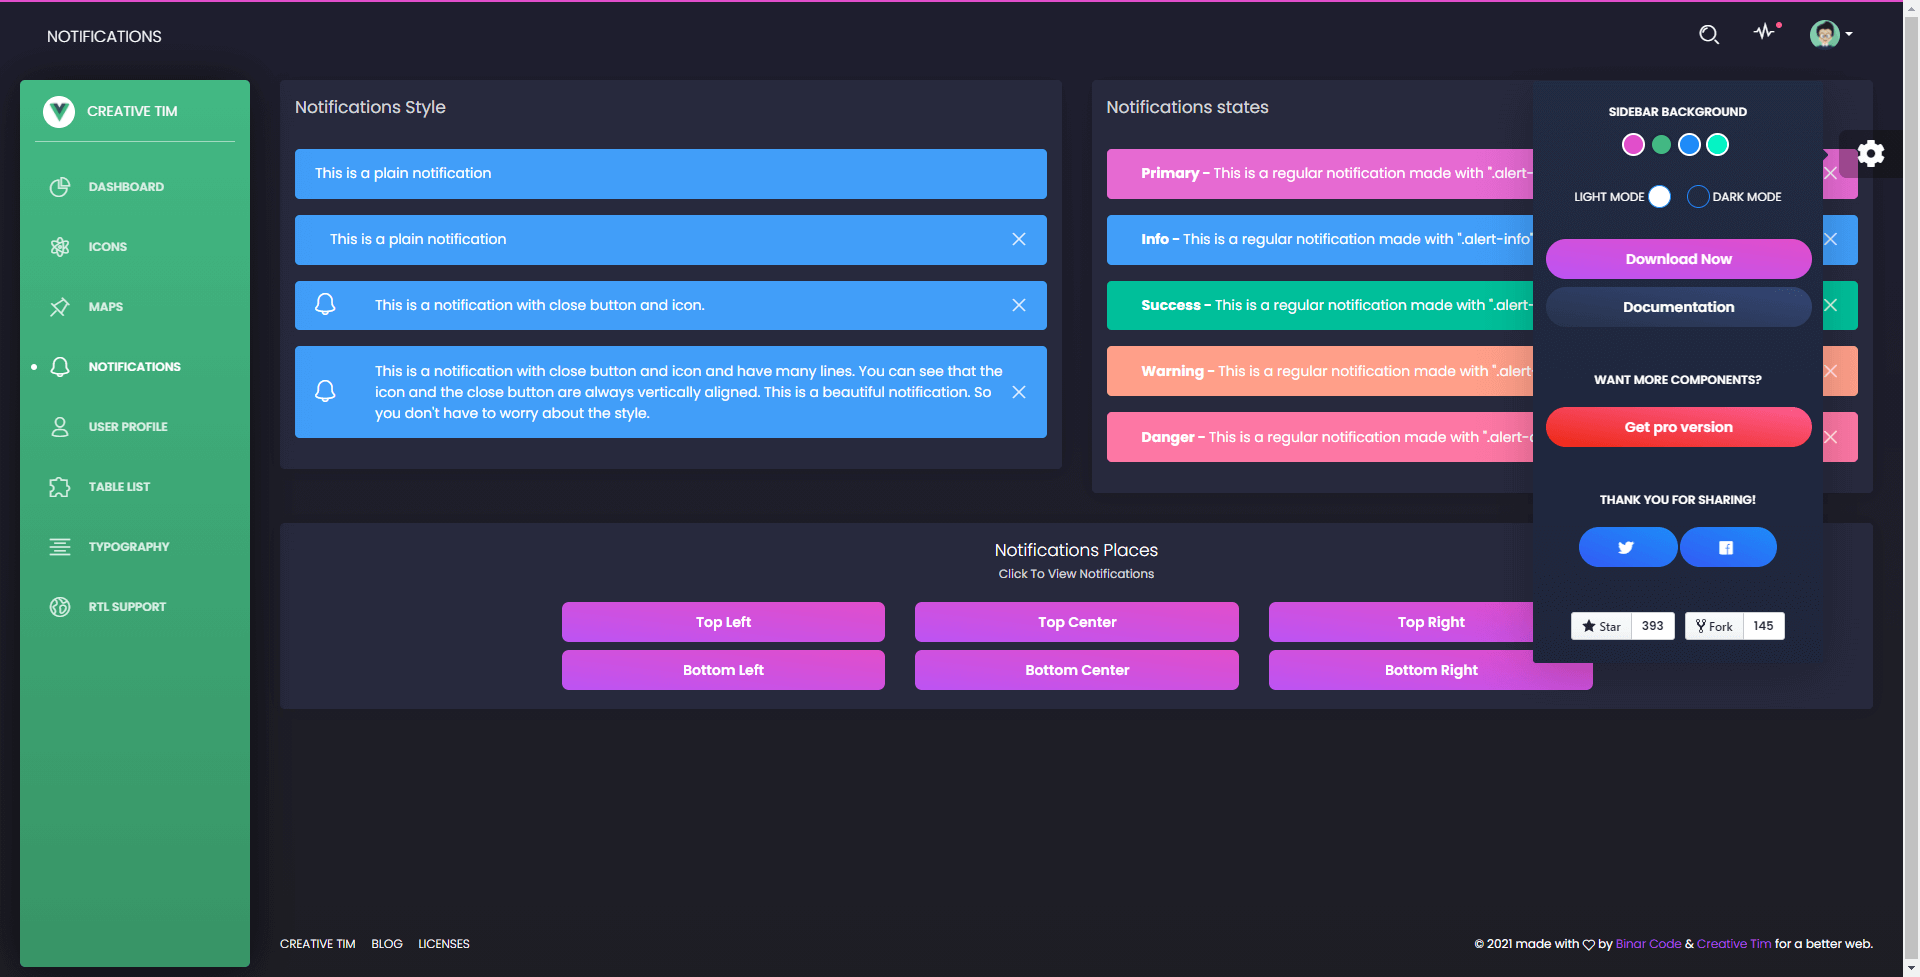 NOTIFICATIONS
CREATIVE TIM
DASHBOARD
ICONS
MAPS
NOTIFICATIONS
USER PROFILE
TABLE LIST
TYPOGRAPHY
RTL SUPPORT
Notifications Style
This is a plain notification
This is a plain notification
This is a notification with close button and icon.
This is a notification with close button and icon and have many lines. You can see that the
icon and the close button are always vertically aligned. This is a beautiful notification. So
you don't have to worry about the style.
Notifications states
Primary - This is a regular notification made with ".alert-
Info - This is a regular notification made with ".alert-info"
Success - This is a regular notification made with ".alert-
Warning - This is a regular notification made with ".alert-
Danger - This is a regular notification made with ".alert-
SIDEBAR BACKGROUND
LIGHT MODE DARK MODE
Download Now
Documentation
WANT MORE COMPONENTS?
Get pro version
THANK YOU FOR SHARING!
Star 393 Fork 145
Notifications Places
Click To View Notifications
Top Left Top Center Top Right
Bottom Left Bottom Center Bottom Right
CREATIVE TIM BLOG LICENSES
© 2021 made with by Binar Code & Creative Tim for a better web.